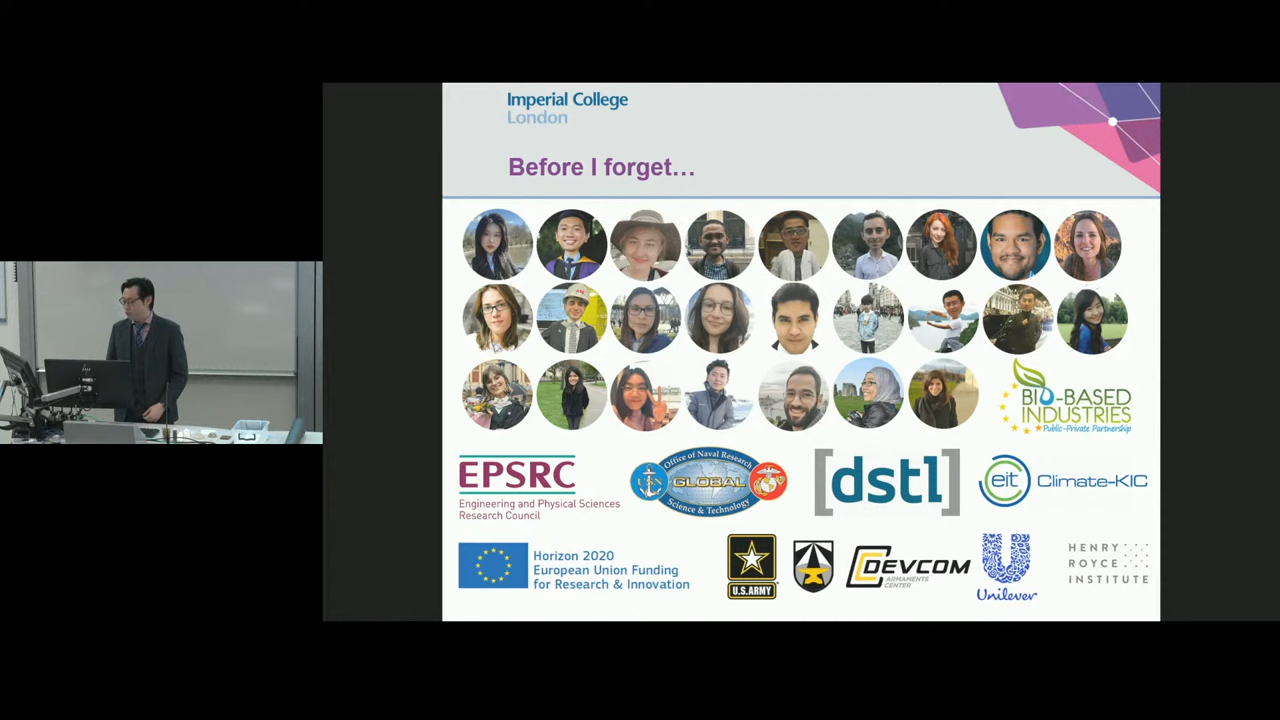 Imperial College
London
Before I forget…
BIO-BASED
INDUSTRIES
Public-Private Partnership
EPSRC
Engineering and Physical Sciences
Research Council
Office of Naval Research
USN
GLOBAL
Science & Technology
[dstl]
eit
Climate-KIC
Horizon 2020
European Union Funding
for Research & Innovation
U.S.ARMY
DEVCOM
ARMAMENTS
CENTER
Unilever
HENRY
ROYCE
INSTITUTE